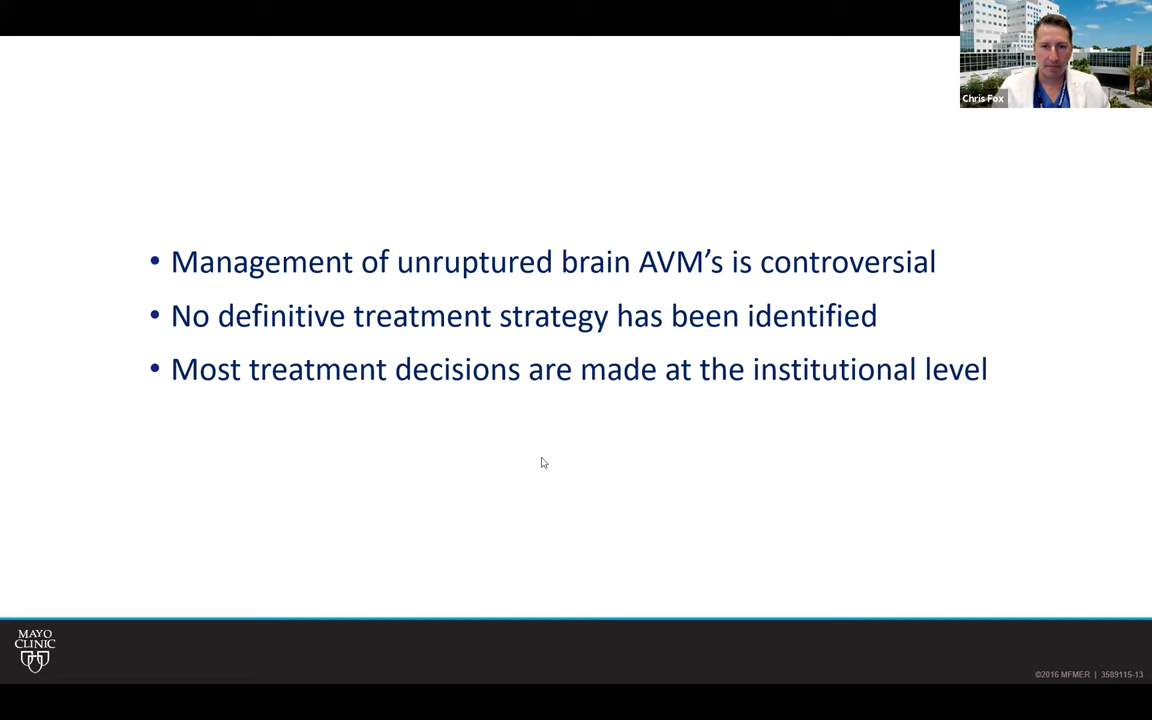 Chris Fox
• Management of unruptured brain AVM’s is controversial
• No definitive treatment strategy has been identified
• Most treatment decisions are made at the institutional level
MAYO
CLINIC
©2016 MFMER | 3589115-13